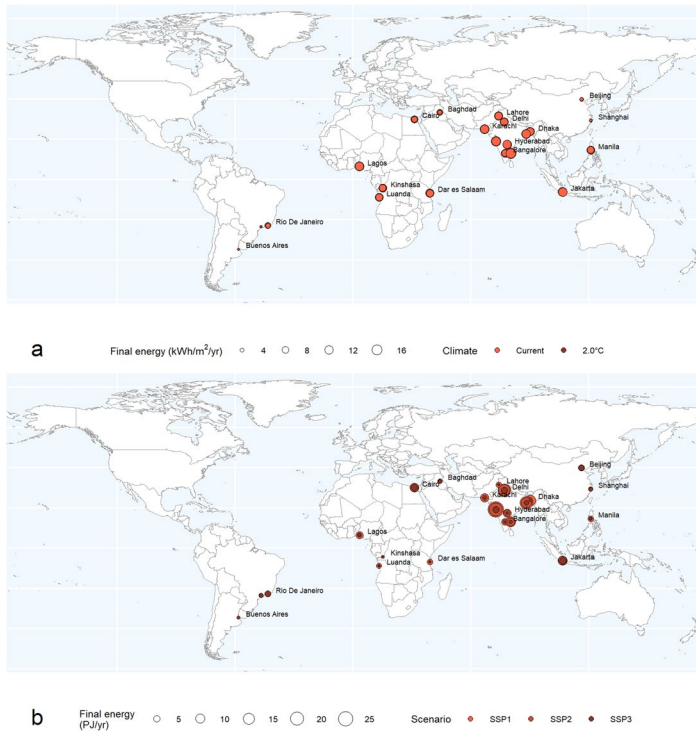 Beijing
Baghdad
Lahore
Shanghai
Cairo
Delhi
Karachi
Dhaka
Hyderabad
Manila
Bangalore
Lagos
Kinshasa
Dar es Salaam
Jakarta
Luanda
Rio De Janeiro
Buenos Aires
a Final energy (kWh/m²/yr) 4 8 12 16 Climate Current 2.0°C
Beijing
Baghdad
Lahore
Cairo
Delhi
Shanghai
Karachi
Dhaka
Hyderabad
Manila
Bangalore
Lagos
Kinshasa
Jakarta
Dar es Salaam
Luanda
Rio De Janeiro
Buenos Aires
b Final energy
(PJ/yr) 5 10 15 20 25 Scenario SSP1 SSP2 SSP3